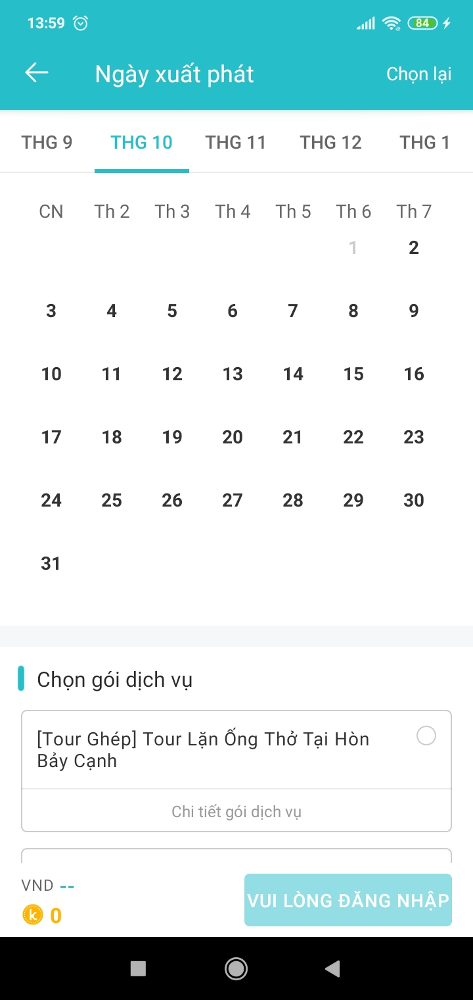 13:59
84
Ngày xuất phát
Chọn lại
THG 9 THG 10 THG 11 THG 12 THG 1
CN Th 2 Th 3 Th 4 Th 5 Th 6 Th 7
1 2
3 4 5 6 7 8 9
10 11 12 13 14 15 16
17 18 19 20 21 22 23
24 25 26 27 28 29 30
31
Chọn gói dịch vụ
[Tour Ghép] Tour Lặn Ống Thở Tại Hòn
Bảy Cạnh
Chi tiết gói dịch vụ
VND --
k 0
VUI LÒNG ĐĂNG NHẬP